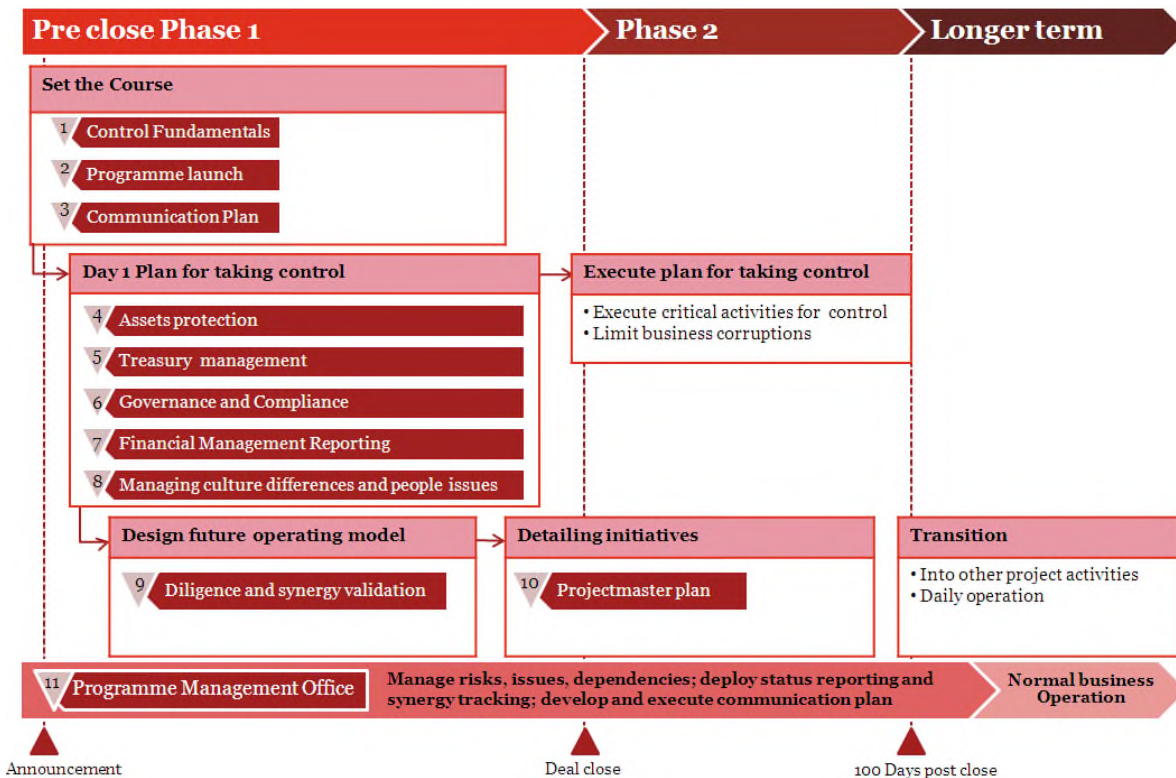 Pre close Phase 1
Phase 2
Longer term
Set the Course
1
Control Fundamentals
2
Programme launch
3
Communication Plan
Day 1 Plan for taking control
4
Assets protection
5
Treasury management
6
Governance and Compliance
7
Financial Management Reporting
8
Managing culture differences and people issues
Execute plan for taking control
• Execute critical activities for control
• Limit business corruptions
Design future operating model
9
Diligence and synergy validation
Detailing initiatives
10
Projectmaster plan
Transition
• Into other project activities
• Daily operation
11
Programme Management Office
Manage risks, issues, dependencies; deploy status reporting and
synergy tracking; develop and execute communication plan
Normal business
Operation
Announcement
Deal close
100 Days post close